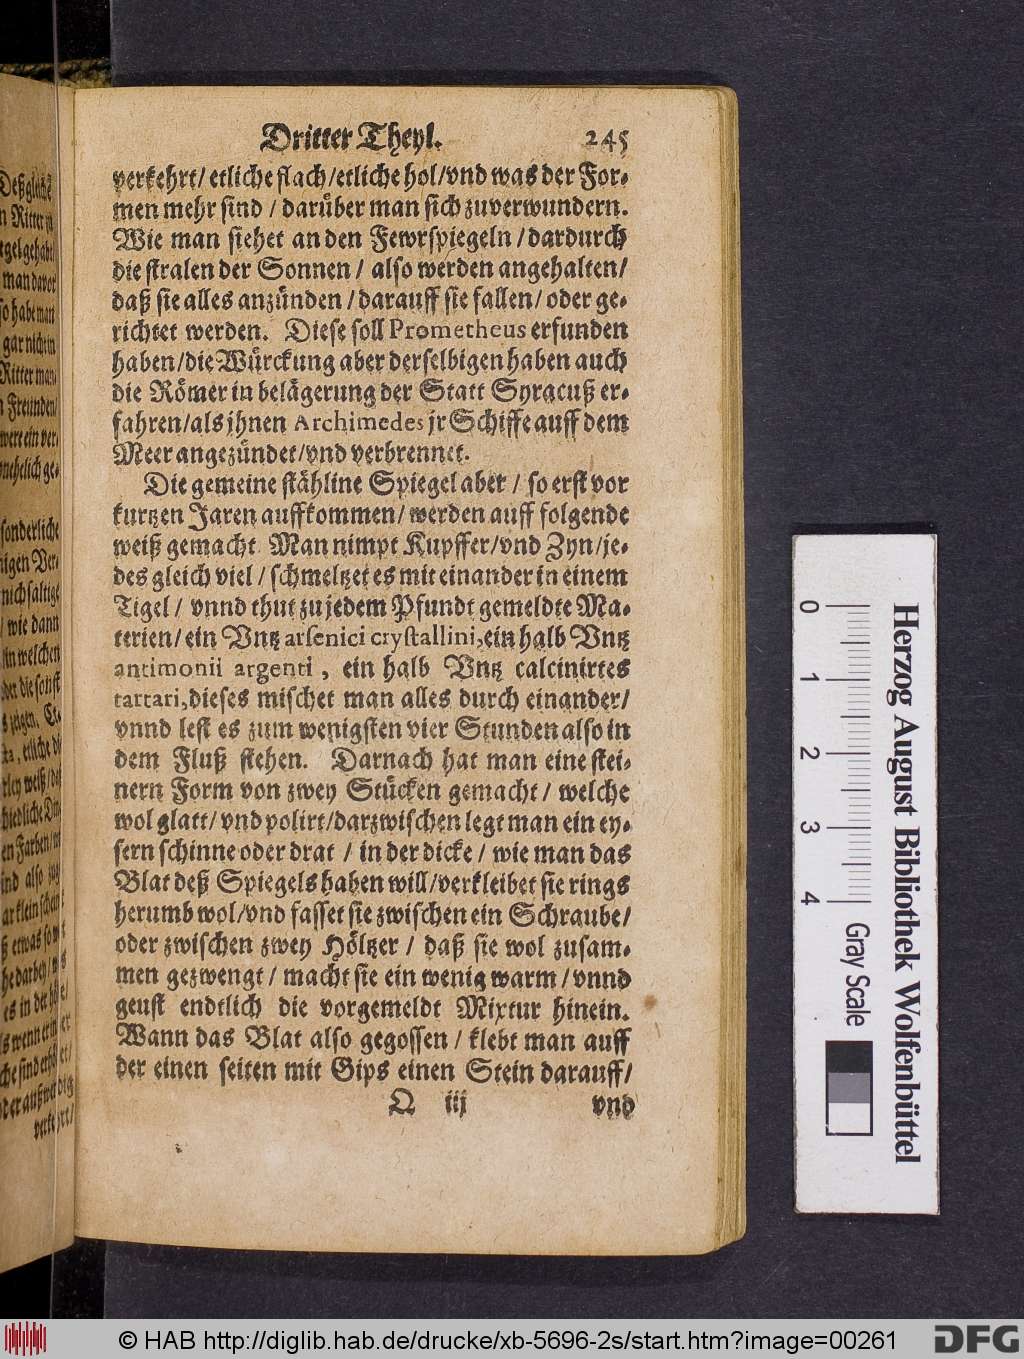 Dritter Theyl. 245
verkehrt/ etliche flach/etliche hol/vnd was der For-
men mehr sind / darüber man sich zuverwundern.
Wie man siehet an den Fewrspiegeln / dardurch
die stralen der Sonnen / also werden angehalten/
daß sie alles anzünden / darauff sie fallen/ oder ge-
richtet werden. Diese soll Prometheus erfunden
haben/die Würckung aber derselbigen haben auch
die Römer in belägerung der Statt Syracuß er-
fahren/als jhnen Archimedes jr Schiffe auff dem
Meer angezündet/vnd verbrennet.
Die gemeine stähline Spiegel aber / so erst vor
kurtzen Jaren auffkommen/ werden auff folgende
weiß gemacht Man nimpt Kupffer/vnd Zyn/je-
des gleich viel / schmeltzet es mit einander in einem
Tigel / vnnd thut zu jedem Pfundt gemeldte Ma-
terien/ ein Vntz arsenici crystallini,ein halb Vntz
antimonii argenti, ein halb Vntz calcinirtes
tartari,dieses mischet man alles durch einander/
vnnd lest es zum wenigsten vier Stunden also in
dem Fluß stehen. Darnach hat man eine stei-
nern Form von zwey Stücken gemacht / welche
wol glatt/ vnd polirt/darzwischen legt man ein ey-
sern schinne oder drat / in der dicke / wie man das
Blat deß Spiegels haben will/verkleibet sie rings
herumb wol/vnd fasset sie zwischen ein Schraube/
oder zwischen zwey Höltzer / daß sie wol zusam-
men gezwengt / macht sie ein wenig warm / vnnd
geust endtlich die vorgemeldt Mixtur hinein.
Wann das Blat also gegossen / klebt man auff
der einen seiten mit Gips einen Stein darauff/
Q iij vnd
0 1 2 3 4
Gray Scale
Herzog August Bibliothek Wolfenbüttel
© HAB http://diglib.hab.de/drucke/xb-5696-2s/start.htm?image=00261
DFG